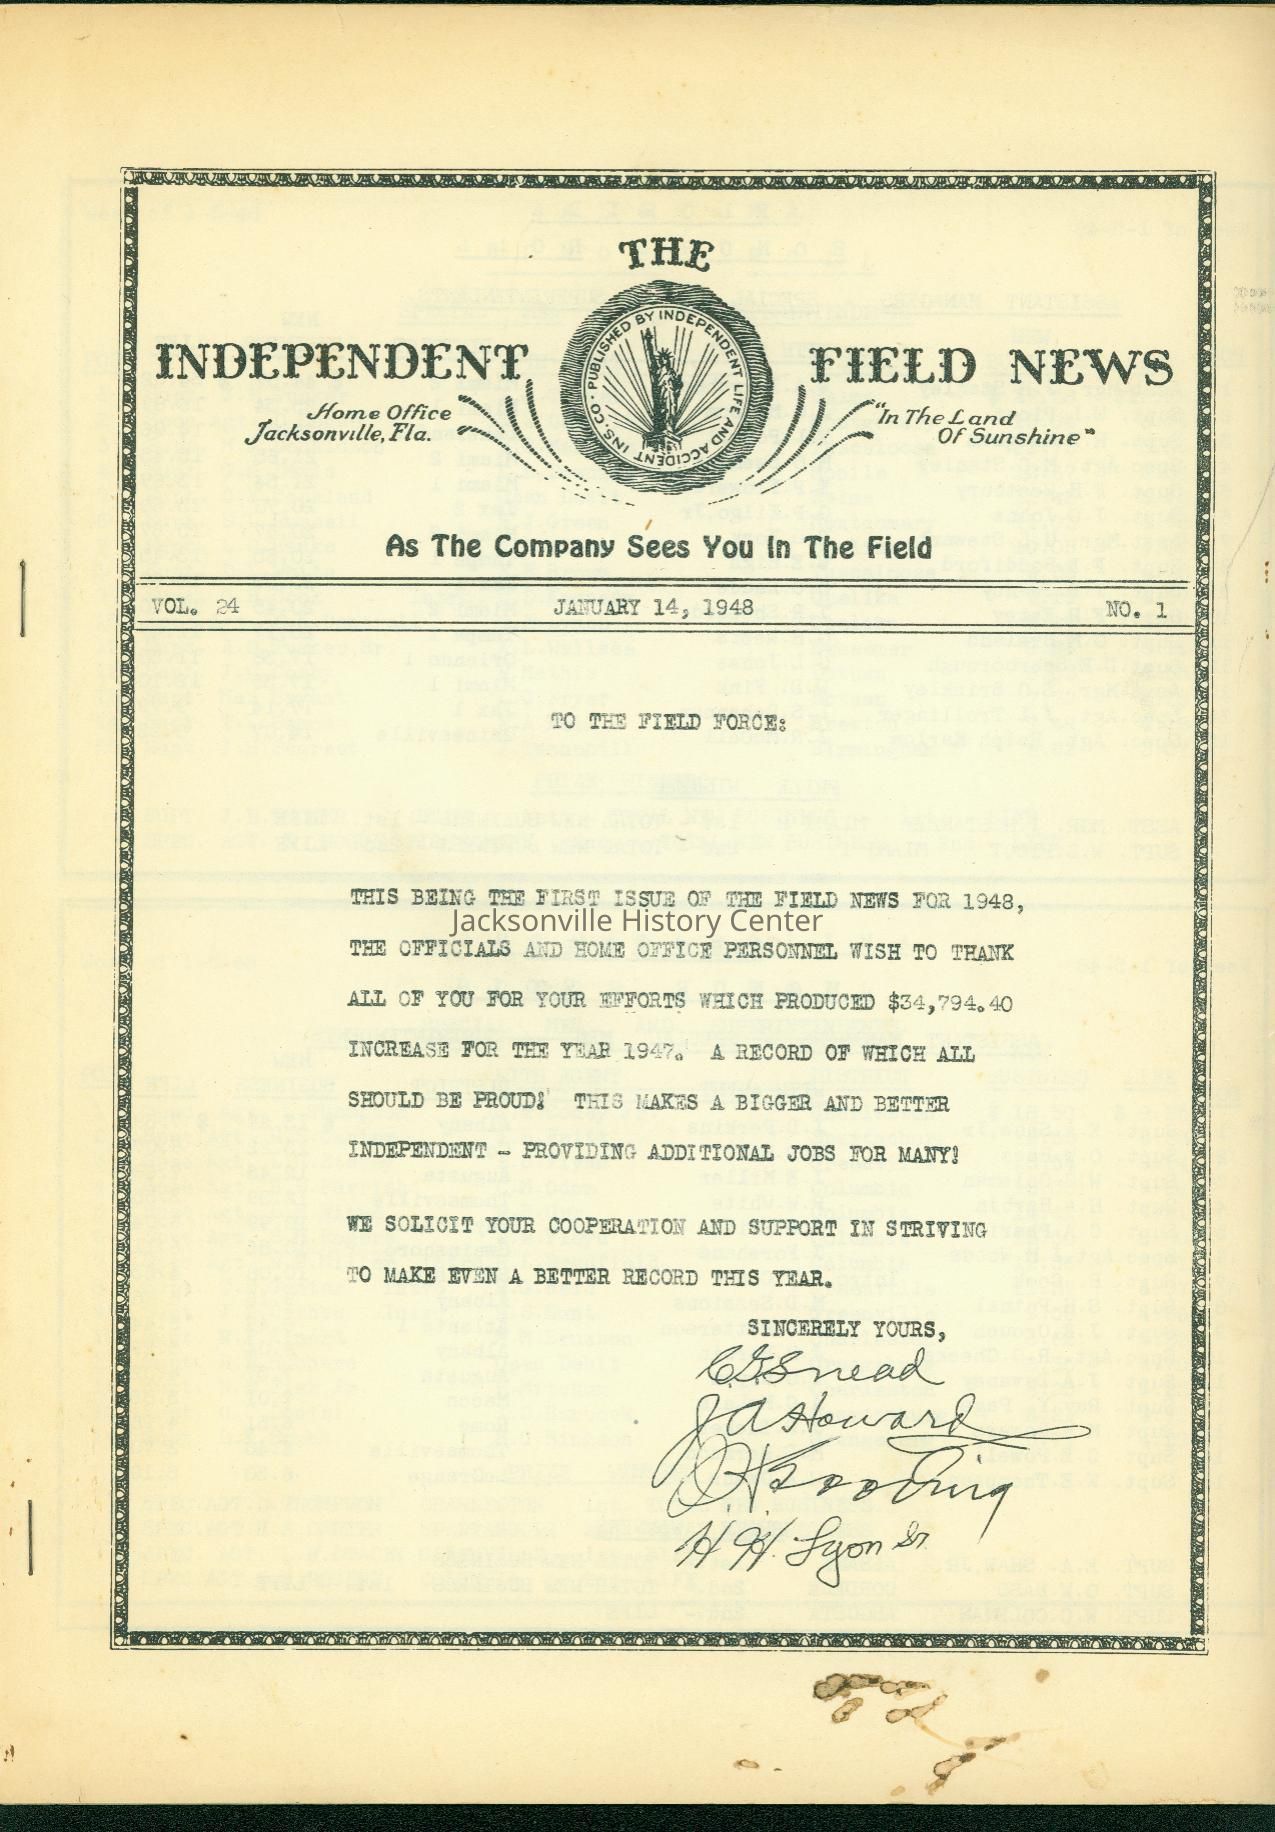 THE
INDEPENDENT FIELD NEWS
PUBLISHED BY INDEPENDENT LIFE AND ACCIDENT INS. CO.
Home Office
Jacksonville, Fla.
"In The Land
Of Sunshine"
As The Company Sees You In The Field
VOL. 24 JANUARY 14, 1948 NO. 1
TO THE FIELD FORCE:
THIS BEING THE FIRST ISSUE OF THE FIELD NEWS FOR 1948,
Jacksonville History Center
THE OFFICIALS AND HOME OFFICE PERSONNEL WISH TO THANK
ALL OF YOU FOR YOUR EFFORTS WHICH PRODUCED $34,794.40
INCREASE FOR THE YEAR 1947. A RECORD OF WHICH ALL
SHOULD BE PROUD! THIS MAKES A BIGGER AND BETTER
INDEPENDENT - PROVIDING ADDITIONAL JOBS FOR MANY!
WE SOLICIT YOUR COOPERATION AND SUPPORT IN STRIVING
TO MAKE EVEN A BETTER RECORD THIS YEAR.
SINCERELY YOURS,
C.G. Snead
J A Howard
Gooding
H. H. Lyon Sr.